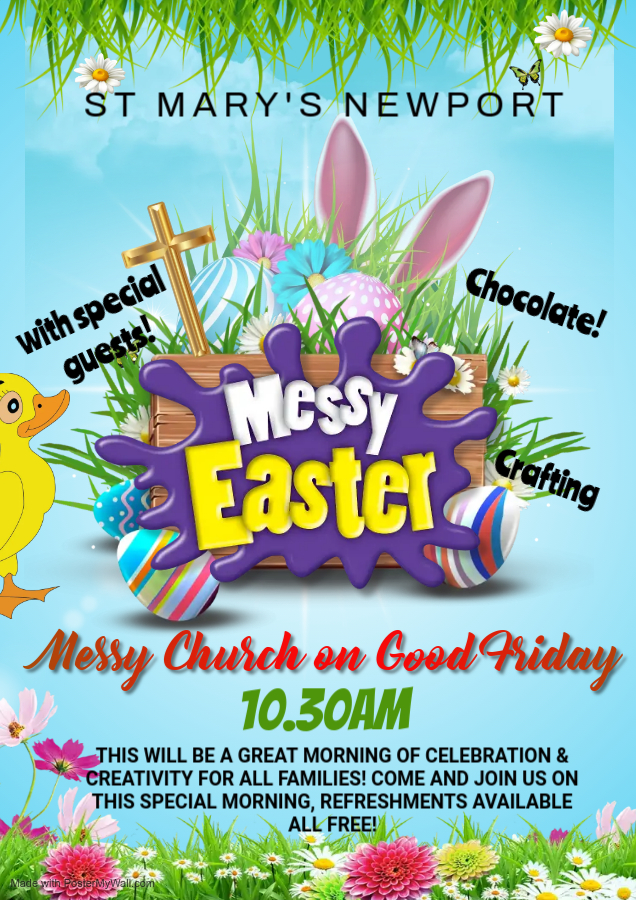 ST MARY'S NEWPORT
with special
guests!
Chocolate!
Messy
Easter
Crafting
Messy Church on Good Friday
10.30AM
THIS WILL BE A GREAT MORNING OF CELEBRATION &
CREATIVITY FOR ALL FAMILIES! COME AND JOIN US ON
THIS SPECIAL MORNING, REFRESHMENTS AVAILABLE
ALL FREE!
Made with PosterMyWall.com